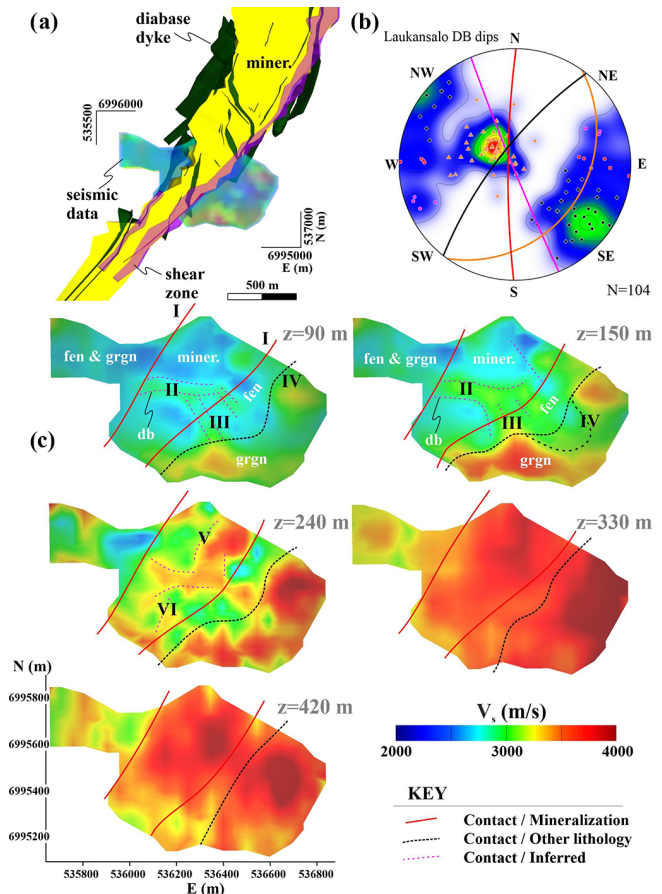 (a)
diabase
dyke
miner.
6996000
535500
seismic
data
537000
N (m)
6995000
E (m)
shear
zone
500 m
(b)
Laukansalo DB dips
N
NW
NE
W
E
SW
SE
S
N=104
I
I
z=90 m
fen & grgn
miner.
II
fen
IV
III
db
grgn
z=150 m
fen & grgn
miner.
II
fen
III
IV
db
grgn
(c)
z=240 m
V
VI
z=330 m
N (m)
6995800
6995600
6995400
6995200
z=420 m
535800
536000
536200
536400
536600
536800
E (m)
Vs (m/s)
2000
3000
4000
KEY
Contact / Mineralization
Contact / Other lithology
Contact / Inferred